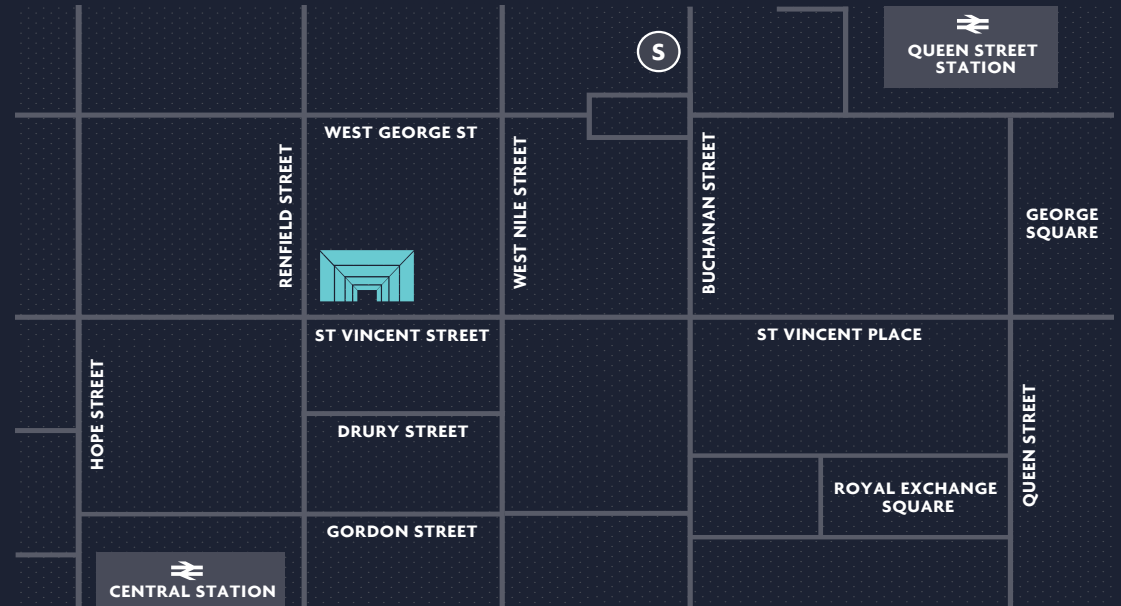 S
QUEEN STREET
STATION
WEST GEORGE ST
RENFIELD STREET
WEST NILE STREET
BUCHANAN STREET
GEORGE
SQUARE
ST VINCENT STREET
ST VINCENT PLACE
HOPE STREET
DRURY STREET
QUEEN STREET
ROYAL EXCHANGE
SQUARE
GORDON STREET
CENTRAL STATION